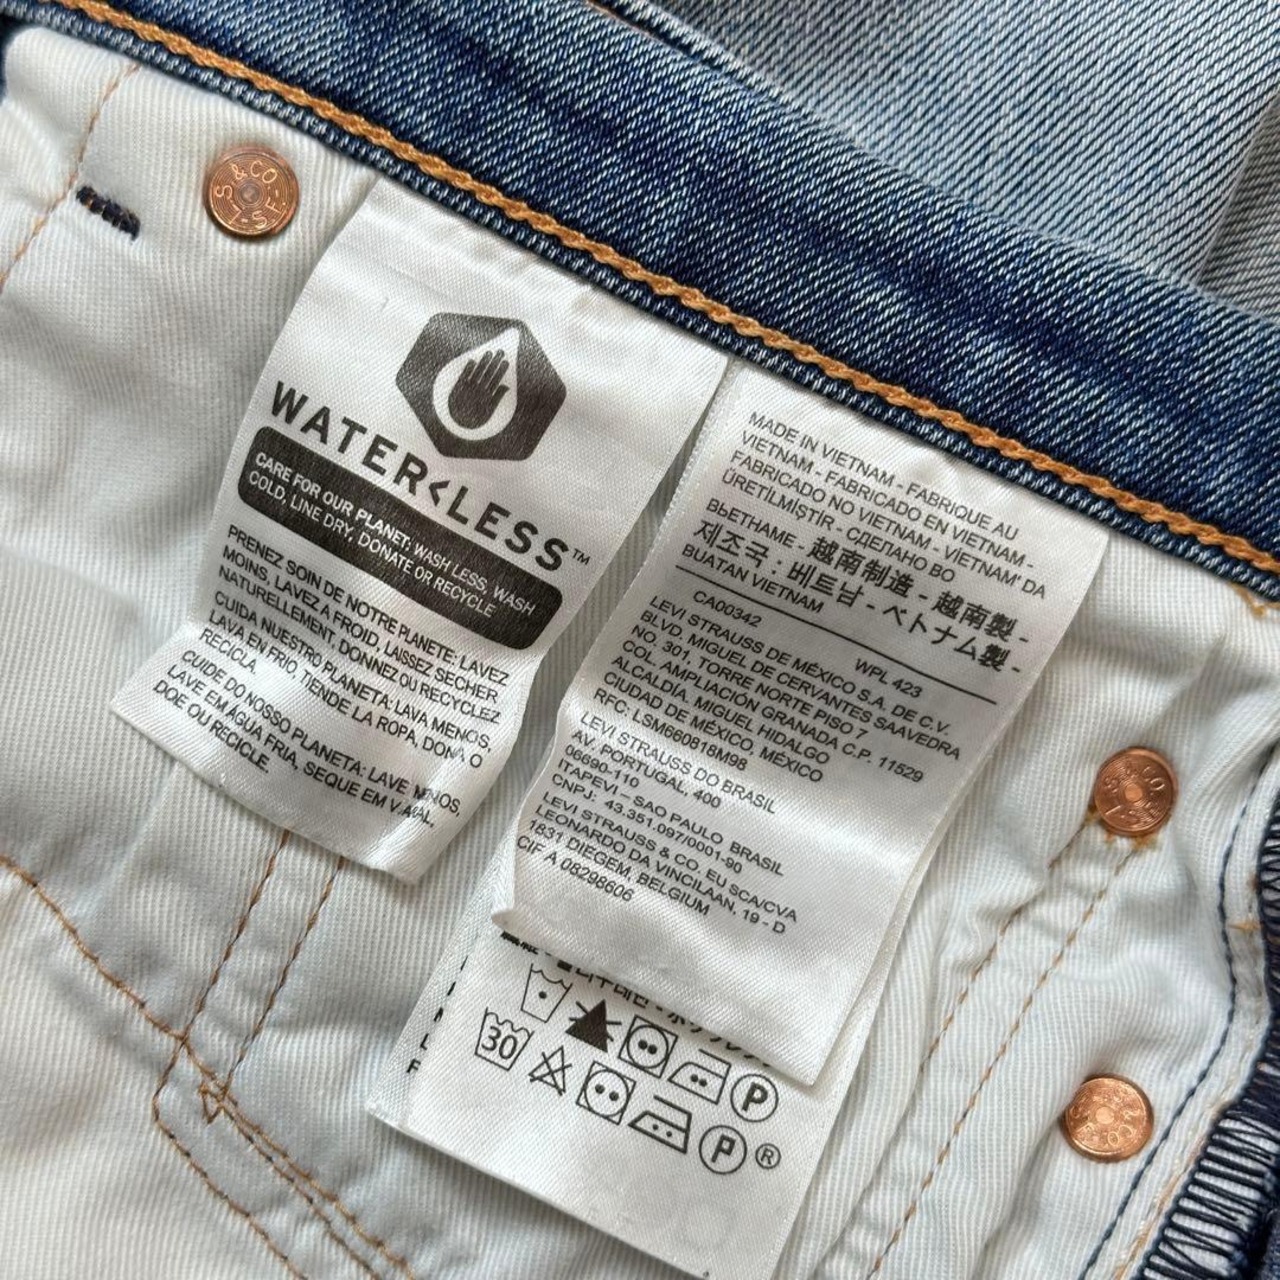 S & CO.
L-S-S.F.-
WATER<LESS™
CARE FOR OUR PLANET: WASH LESS, WASH
COLD, LINE DRY, DONATE OR RECYCLE
PRENEZ SOIN DE NOTRE PLANETE: LAVEZ
MOINS, LAVEZ A FROID, LAISSEZ SECHER
NATURELLEMENT, DONNEZ OU RECYCLEZ
CUIDA NUESTRO PLANETA: LAVA MENOS,
LAVA EN FRIO, TIENDE LA ROPA, DONA O
RECICLA.
CUIDE DO NOSSO PLANETA: LAVE MENOS,
LAVE EM ÁGUA FRIA, SEQUE EM VARAL,
DOE OU RECICLE.
MADE IN VIETNAM - FABRIQUE AU
VIETNAM - FABRICADO EN VIETNAM -
FABRICADO NO VIETNAM - VIETNAM' DA
ÜRETİLMİŞTİR - СДЕЛАНО ВО
ВЬЕТНАМЕ - 越南制造 - 越南製 -
제조국 : 베트남 - ベトナム製 -
BUATAN VIETNAM
CA00342 WPL 423
LEVI STRAUSS DE MÉXICO S.A. DE C.V.
BLVD. MIGUEL DE CERVANTES SAAVEDRA
NO. 301, TORRE NORTE PISO 7
COL. AMPLIACIÓN GRANADA C.P. 11529
ALCALDÍA. MIGUEL HIDALGO
CIUDAD DE MÉXICO, MÉXICO
RFC: LSM660818M98
LEVI STRAUSS DO BRASIL
AV. PORTUGAL, 400
06690-110
ITAPEVI – SAO PAULO BRASIL
CNPJ: 43.351.097/0001-90
LEVI STRAUSS & CO. EU SCA/CVA
LEONARDO DA VINCILAAN, 19 - D
1831 DIEGEM, BELGIUM
CIF A 08298606
P
30 P ®